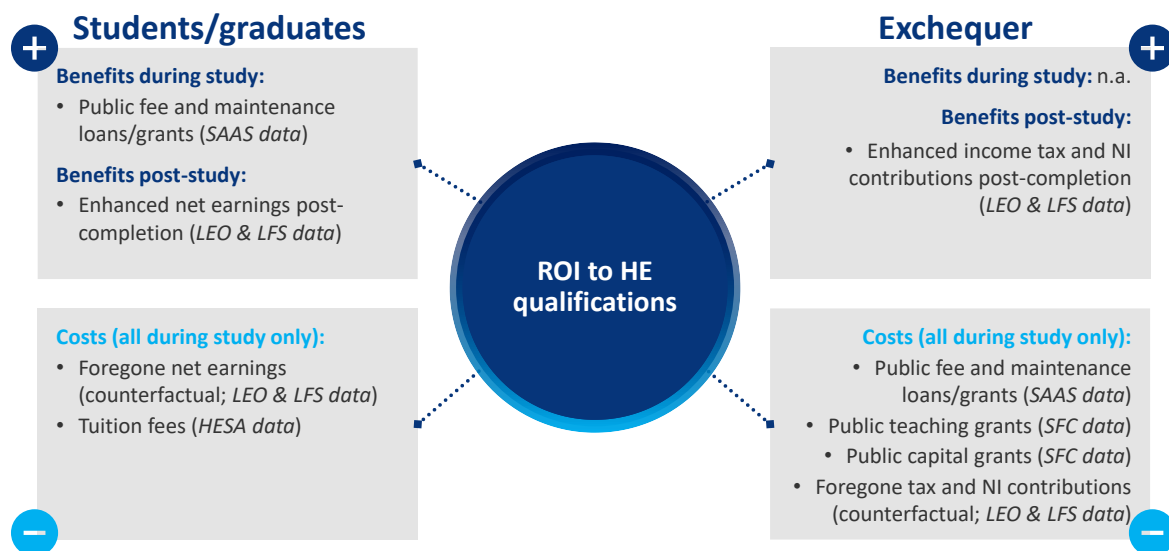 Students/graduates
+
Benefits during study:
• Public fee and maintenance
loans/grants (SAAS data)
Benefits post-study:
• Enhanced net earnings post-
completion (LEO & LFS data)
Costs (all during study only):
• Foregone net earnings
(counterfactual; LEO & LFS data)
• Tuition fees (HESA data)
−
ROI to HE
qualifications
Exchequer
+
Benefits during study: n.a.
Benefits post-study:
• Enhanced income tax and NI
contributions post-completion
(LEO & LFS data)
Costs (all during study only):
• Public fee and maintenance
loans/grants (SAAS data)
• Public teaching grants (SFC data)
• Public capital grants (SFC data)
• Foregone tax and NI contributions
(counterfactual; LEO & LFS data)
−